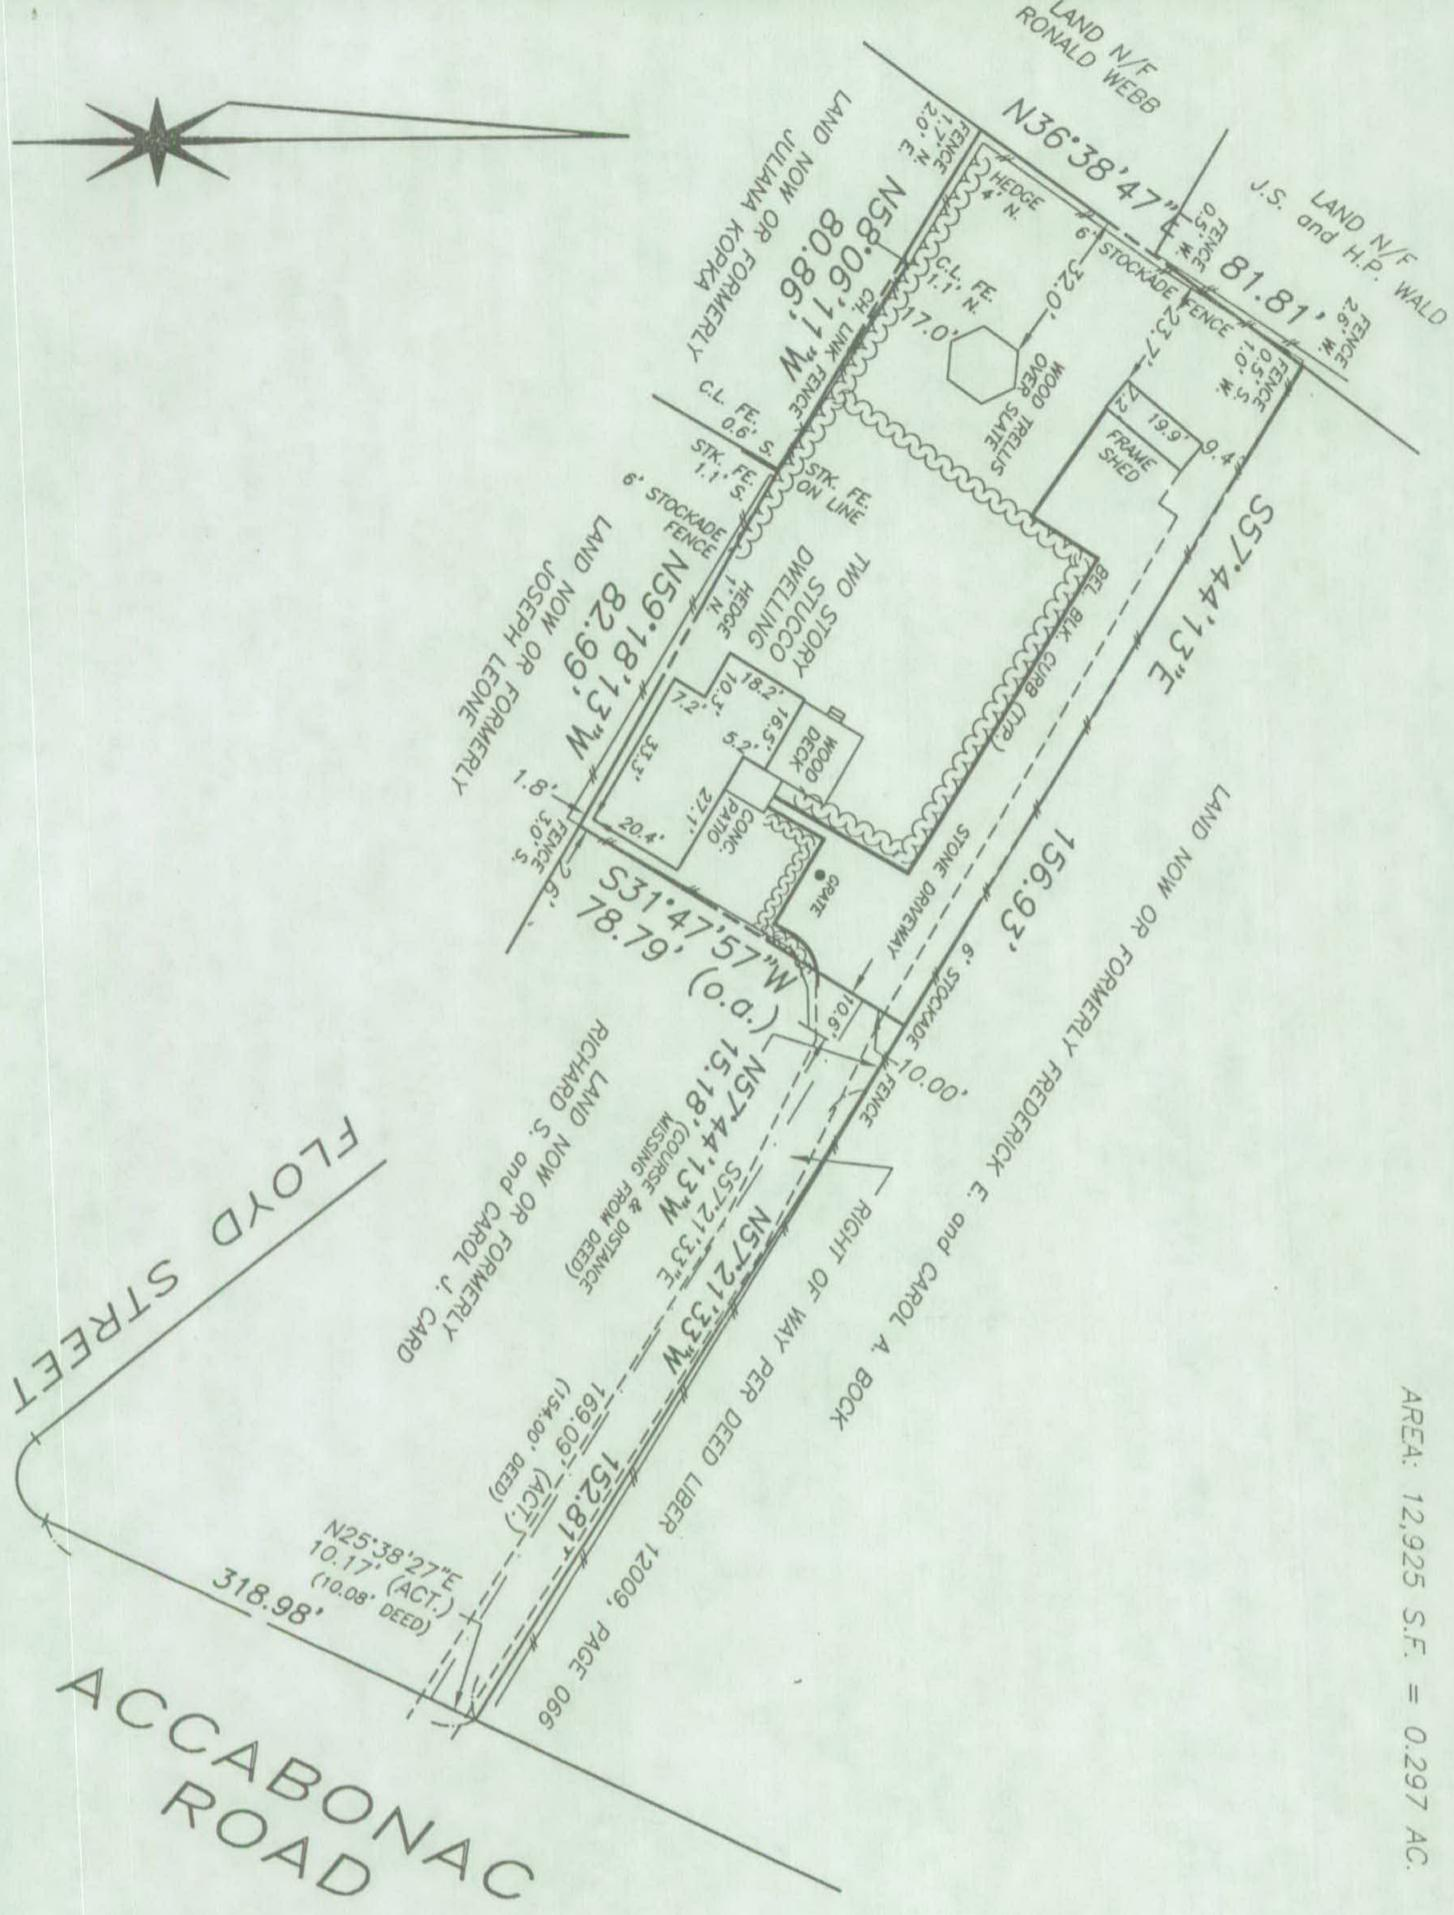 LAND N/F
RONALD WEBB
N36°38'47"E
81.81'
LAND N/F
J.S. and H.P. WALD
FENCE
0.5' W.
FENCE
2.6' W.
FENCE
0.5' S.
1.0' W.
FENCE
1.7' N.
2.0' E.
HEDGE
4' N.
6' STOCKADE FENCE
32.0'
23.7'
LAND NOW OR FORMERLY
JULIANA KOPKA
N58°06'11"W
80.86'
C.L. FE.
1.1' N.
CH. LINK FENCE
17.0'
WOOD TRELLIS
OVER SLATE
7.2'
19.9'
9.4'
FRAME
SHED
C.L. FE.
0.6' S.
STK. FE.
1.1' S.
STK. FE.
ON LINE
6' STOCKADE
FENCE
S57°44'13"E
156.93'
BEL. BLK. CURB (TYP.)
LAND NOW OR FORMERLY
JOSEPH LEONE
N59°18'13"W
82.99'
HEDGE
1' N.
TWO STORY
STUCCO
DWELLING
18.2'
10.3'
7.2'
16.5'
5.2'
33.3'
27.1'
20.4'
WOOD
DECK
CONC.
PATIO
1.8'
FENCE
3.0' S.
2.6'
GRATE
STONE DRIVEWAY
6' STOCKADE FENCE
LAND NOW OR FORMERLY FREDERICK E. and CAROL A. BOCK
S31°47'57"W
78.79' (o.a.)
10.6'
10.00'
N57°44'13"W
15.18'
(COURSE & DISTANCE
MISSING FROM DEED)
LAND NOW OR FORMERLY
RICHARD S. and CAROL J. CARD
S57°21'33"E
169.09' (ACT.)
(154.00' DEED)
N57°21'33"W
152.81'
RIGHT OF WAY PER DEED LIBER 12009, PAGE 066
FLOYD STREET
N25°38'27"E
10.17' (ACT.)
(10.08' DEED)
318.98'
ACCABONAC
ROAD
AREA: 12,925 S.F. = 0.297 AC.